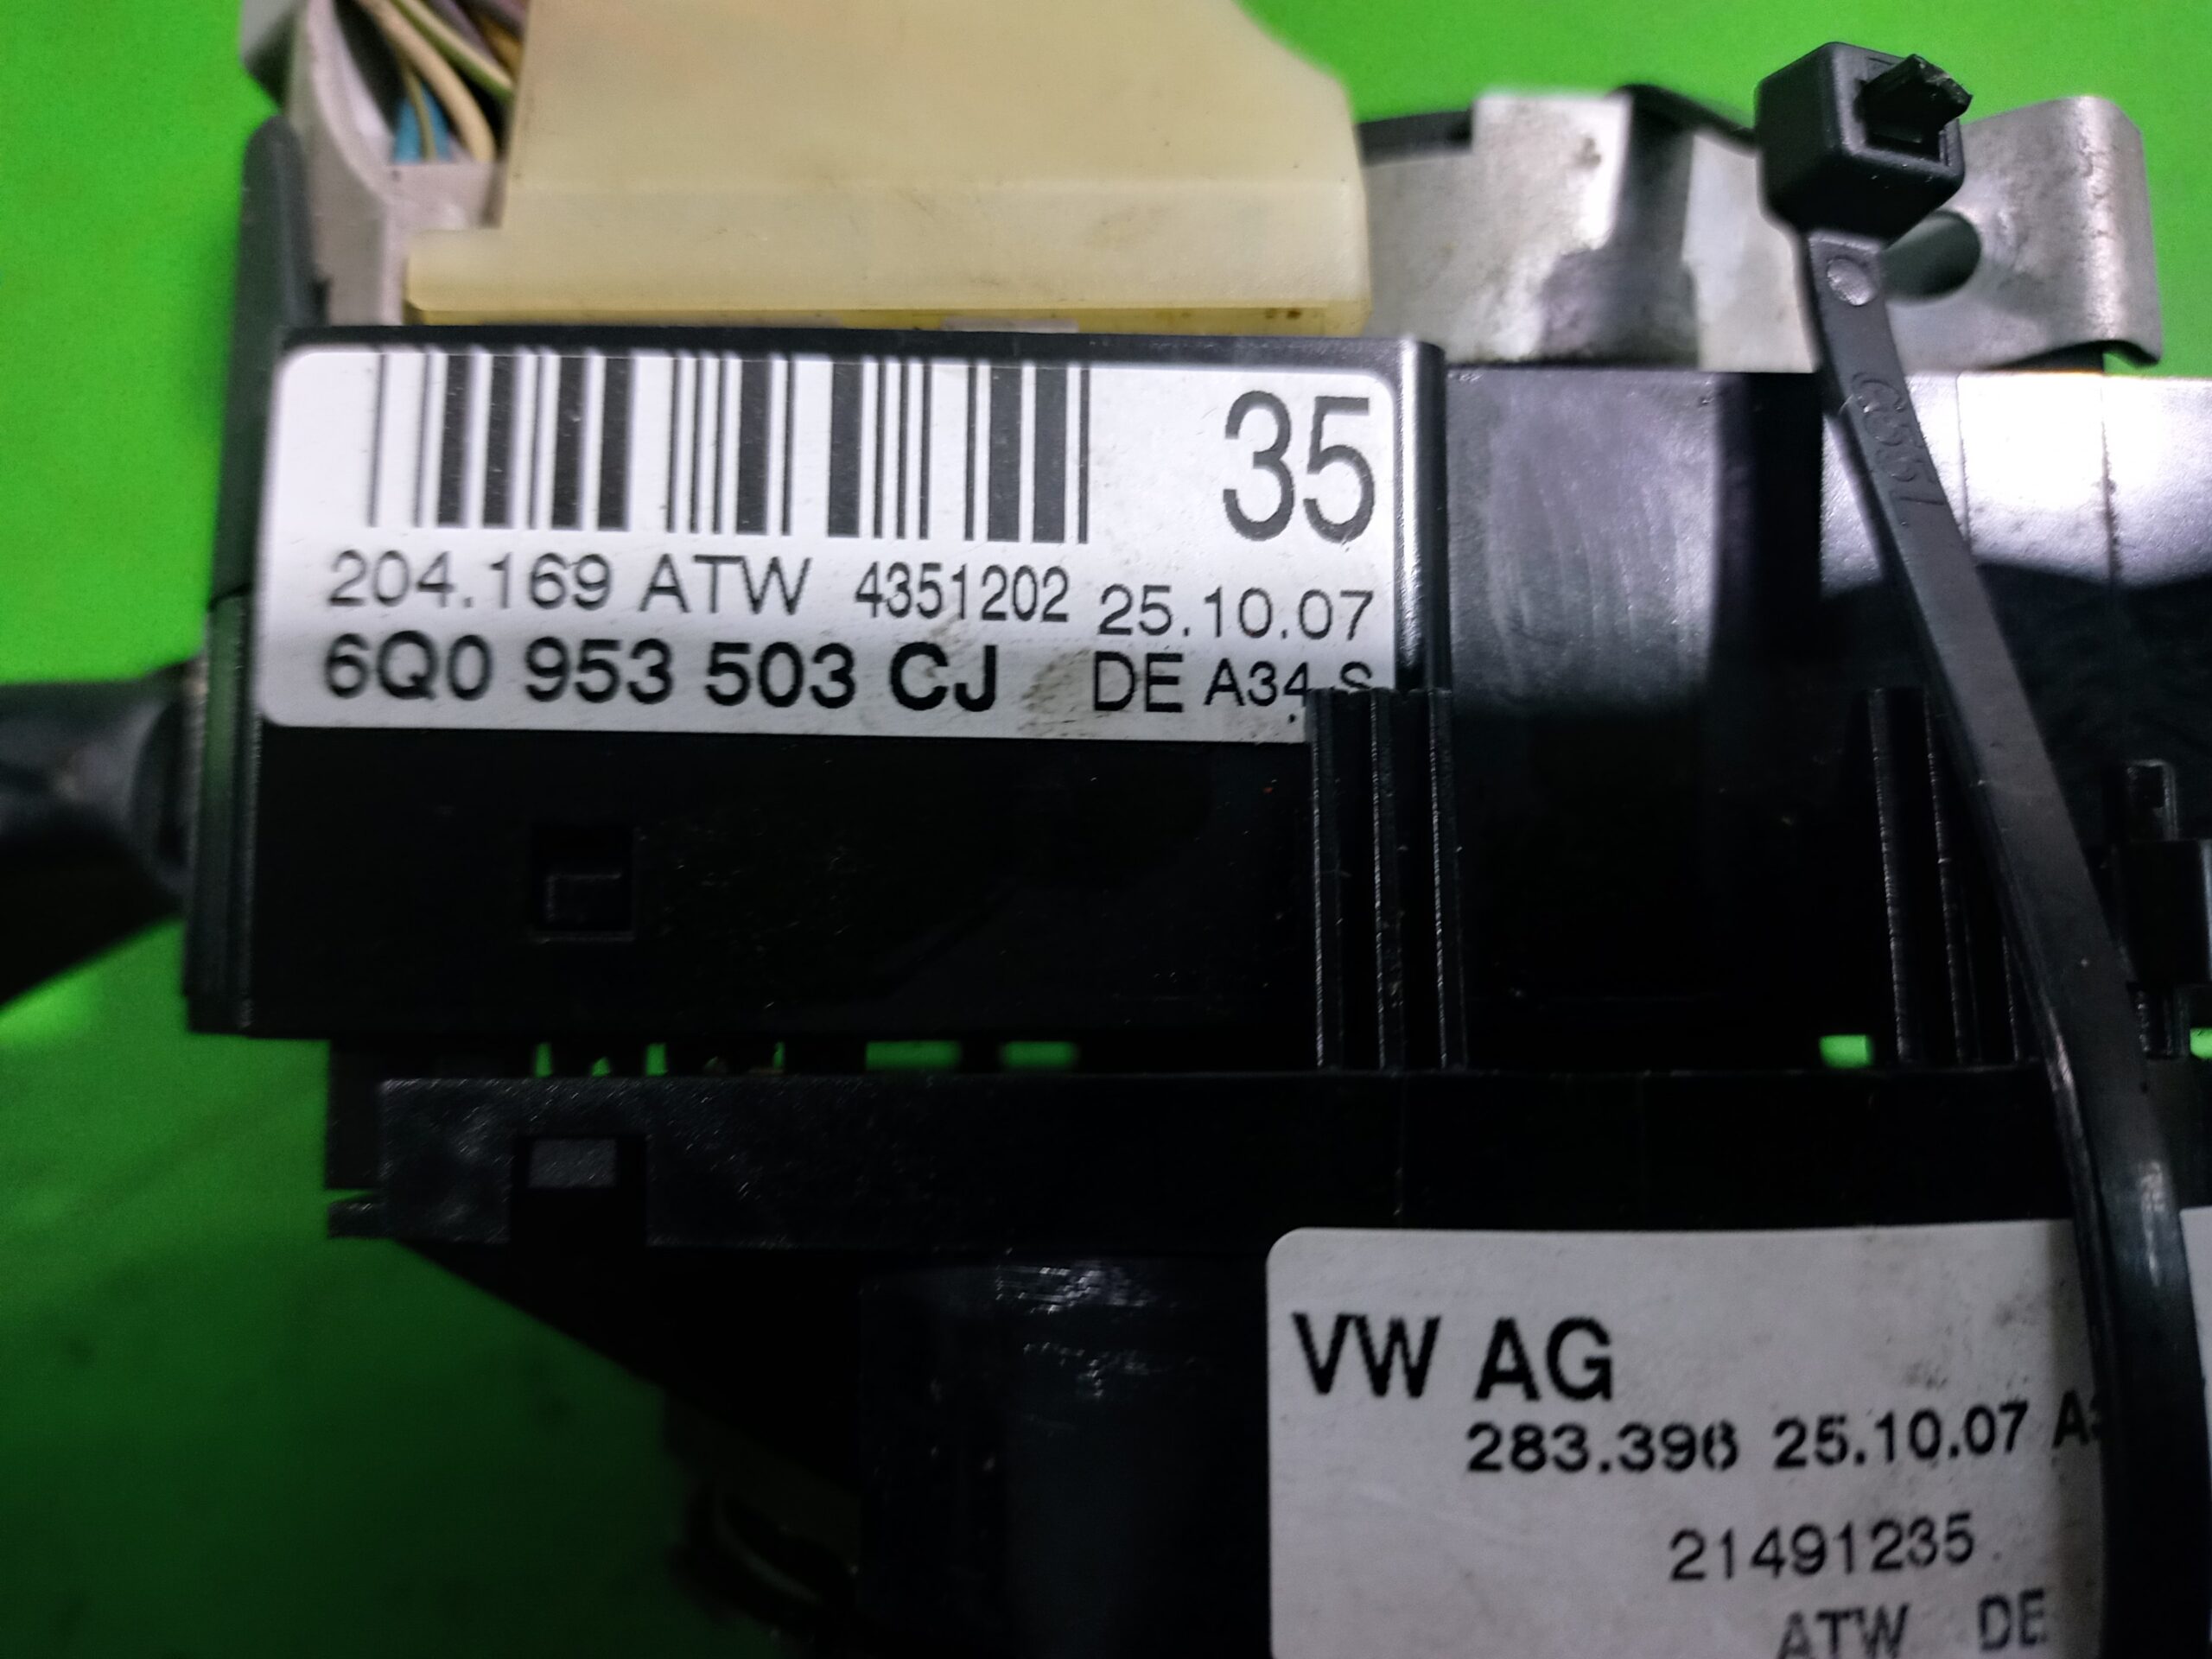 35
204.169 ATW 4351202 25.10.07
6Q0 953 503 CJ DE A34 S
VW AG
283.396 25.10.07
21491235
ATW DE